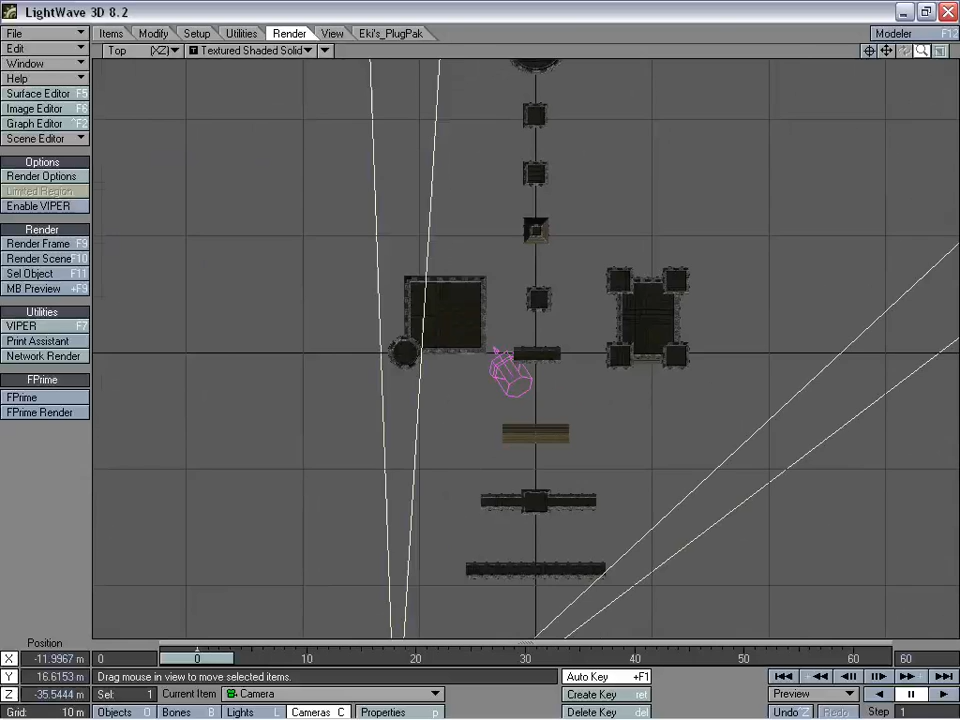 LightWave 3D 8.2
File Items Modify Setup Utilities Render View Eki's_PlugPak Modeler F12
Edit Top (XZ) Textured Shaded Solid
Window
Help
Surface Editor F5
Image Editor F6
Graph Editor ^F2
Scene Editor
Options
Render Options
Limited Region
Enable VIPER
Render
Render Frame F9
Render Scene F10
Sel Object F11
MB Preview +F9
Utilities
VIPER F7
Print Assistant
Network Render
FPrime
FPrime
FPrime Render
Position
X -11.9967 m 0 0 10 20 30 40 50 60 60
Y 16.6153 m Drag mouse in view to move selected items. Auto Key +F1
Z -35.5444 m Sel: 1 Current Item Camera Create Key ret Preview
Grid: 10 m Objects O Bones B Lights L Cameras C Properties p Delete Key del Undo Z Redo Step 1